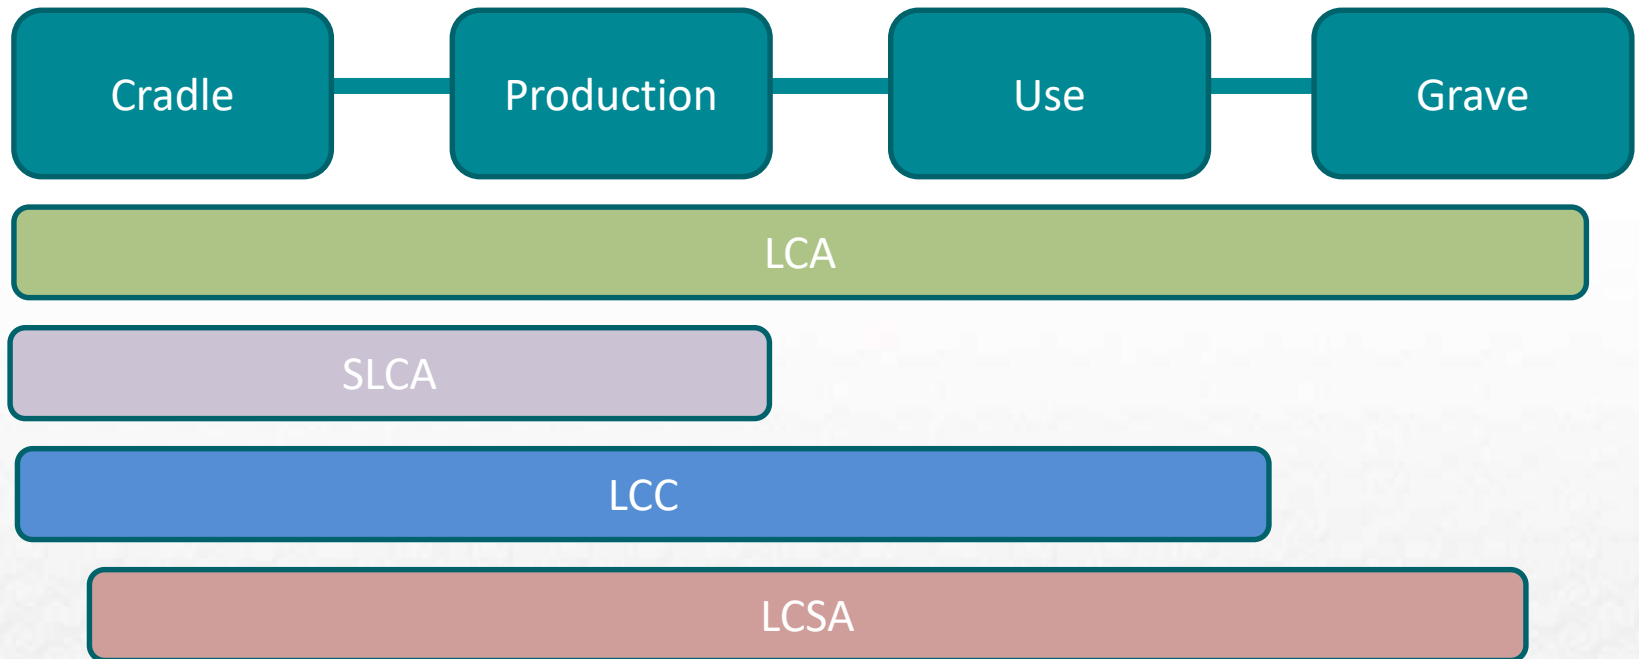 Cradle
Production
Use
Grave
LCA
SLCA
LCC
LCSA